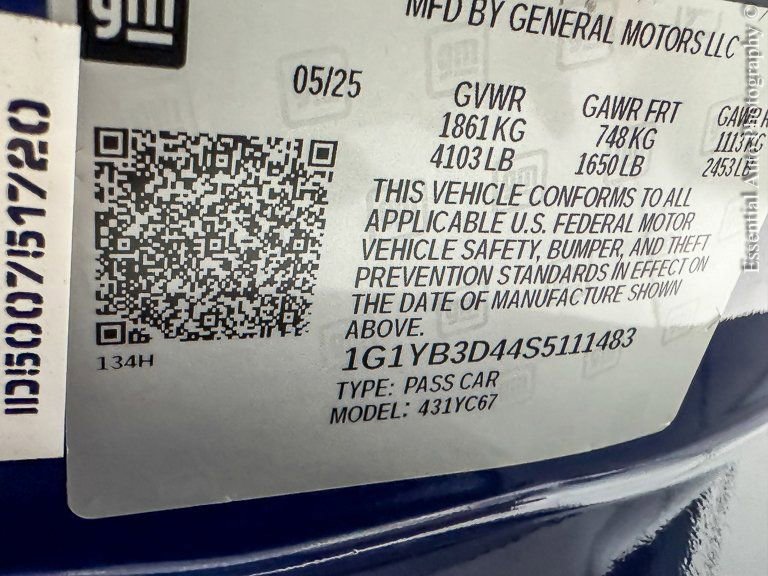 gm
MFD BY GENERAL MOTORS LLC
05/25
GVWR
1861 KG
4103 LB
GAWR FRT
748 KG
1650 LB
GAWR R
1113 KG
2453 LB
THIS VEHICLE CONFORMS TO ALL
APPLICABLE U.S. FEDERAL MOTOR
VEHICLE SAFETY, BUMPER, AND THEFT
PREVENTION STANDARDS IN EFFECT ON
THE DATE OF MANUFACTURE SHOWN
ABOVE.
134H
1G1YB3D44S5111483
TYPE: PASS CAR
MODEL: 431YC67
Essential Auto Photography ©